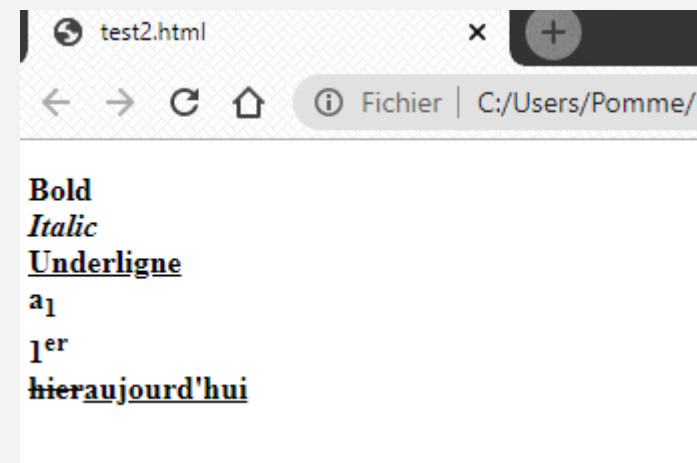 test2.html
Fichier | C:/Users/Pomme/
Bold
Italic
Underligne
a1
1er
hieraujourd'hui